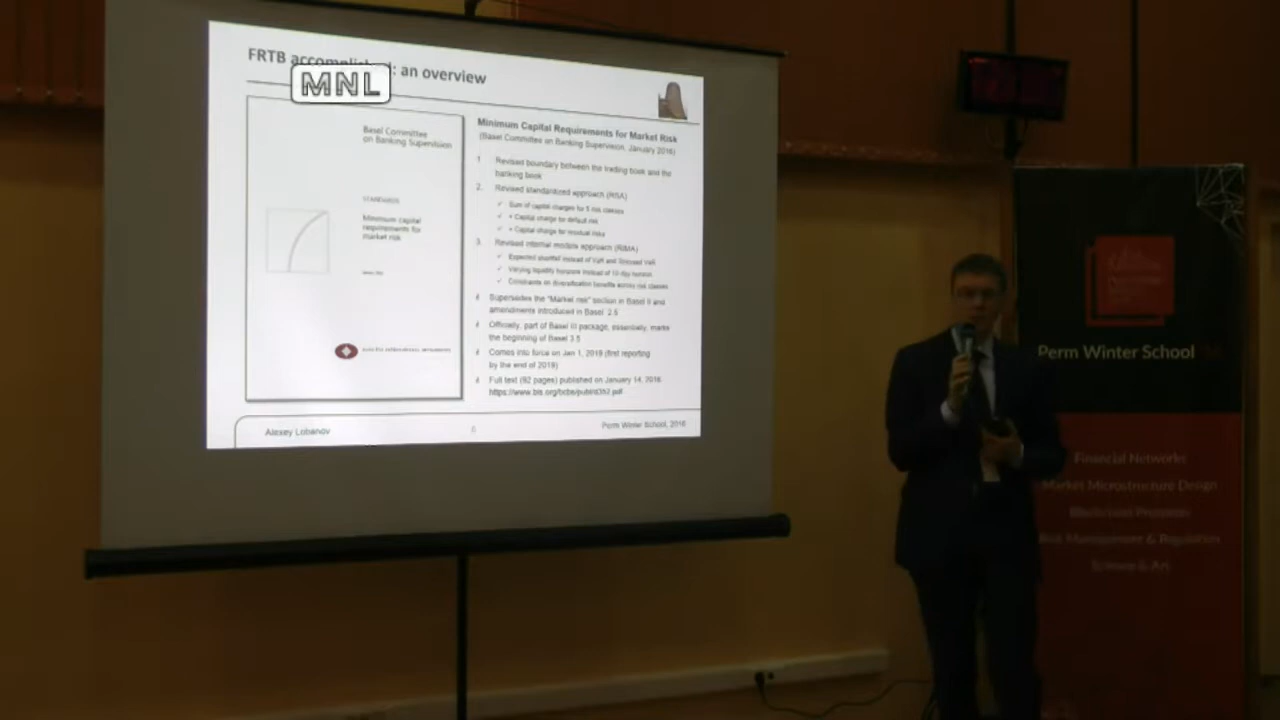 FRTB accomplished: an overview
MNL
Basel Committee
on Banking Supervision
STANDARDS
Minimum capital
requirements for
market risk
Minimum Capital Requirements for Market Risk
(Basel Committee on Banking Supervision, January 2016)
1. Revised boundary between the trading book and the
banking book
2. Revised standardized approach (RSA)
✓ Sum of capital charges for 5 risk classes
✓ + Capital charge for default risk
✓ + Capital charge for residual risks
3. Revised internal models approach (RIMA)
✓ Expected shortfall instead of VaR and Stressed VaR
✓ Varying liquidity horizons instead of 10-day horizon
✓ Constraints on diversification benefits across risk classes
Supersedes the "Market risk" section in Basel II and
amendments introduced in Basel 2.5
Officially, part of Basel III package, essentially, marks
the beginning of Basel 3.5
Comes into force on Jan 1, 2019 (first reporting
by the end of 2019)
Full text (92 pages) published on January 14, 2016
https://www.bis.org/bcbs/publ/d352.pdf
Alexey Lobanov
6
Perm Winter School, 2016
Perm Winter School
Financial Networks
Market Microstructure Design
Risk Management & Regulation
Science & Art